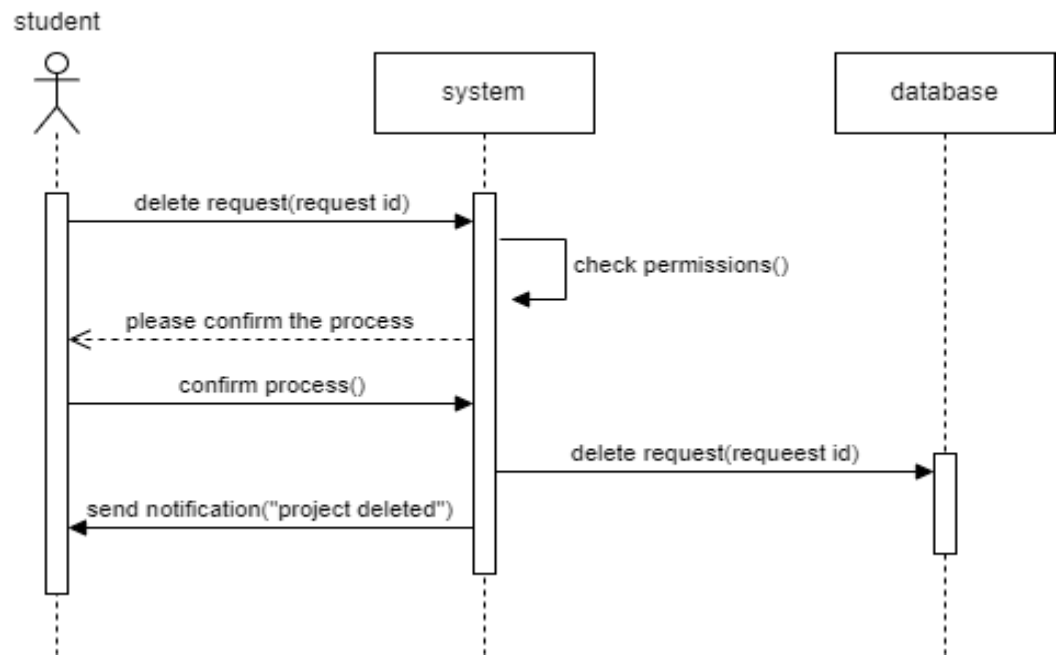 student
system
database
delete request(request id)
check permissions()
please confirm the process
confirm process()
delete request(requeest id)
send notification("project deleted")